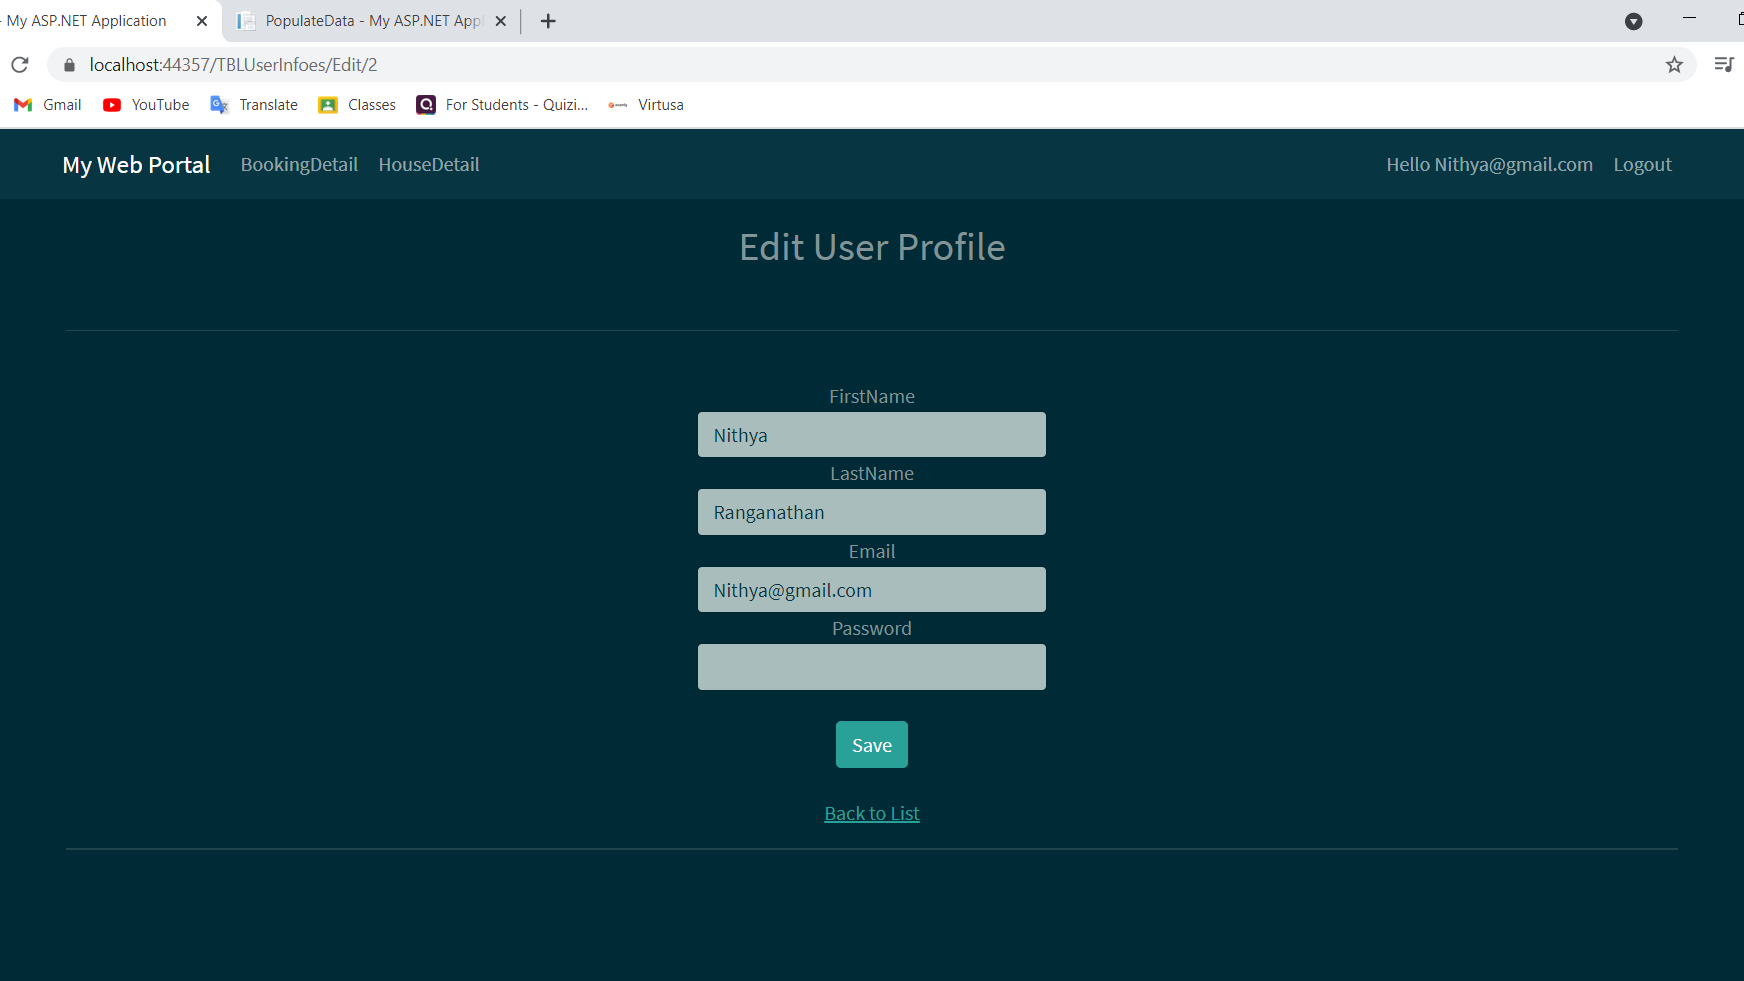 - My ASP.NET Application
PopulateData - My ASP.NET Appl
localhost:44357/TBLUserInfoes/Edit/2
Gmail YouTube Translate Classes For Students - Quizi... Virtusa
My Web Portal BookingDetail HouseDetail Hello Nithya@gmail.com Logout
Edit User Profile
FirstName
Nithya
LastName
Ranganathan
Email
Nithya@gmail.com
Password
Save
Back to List